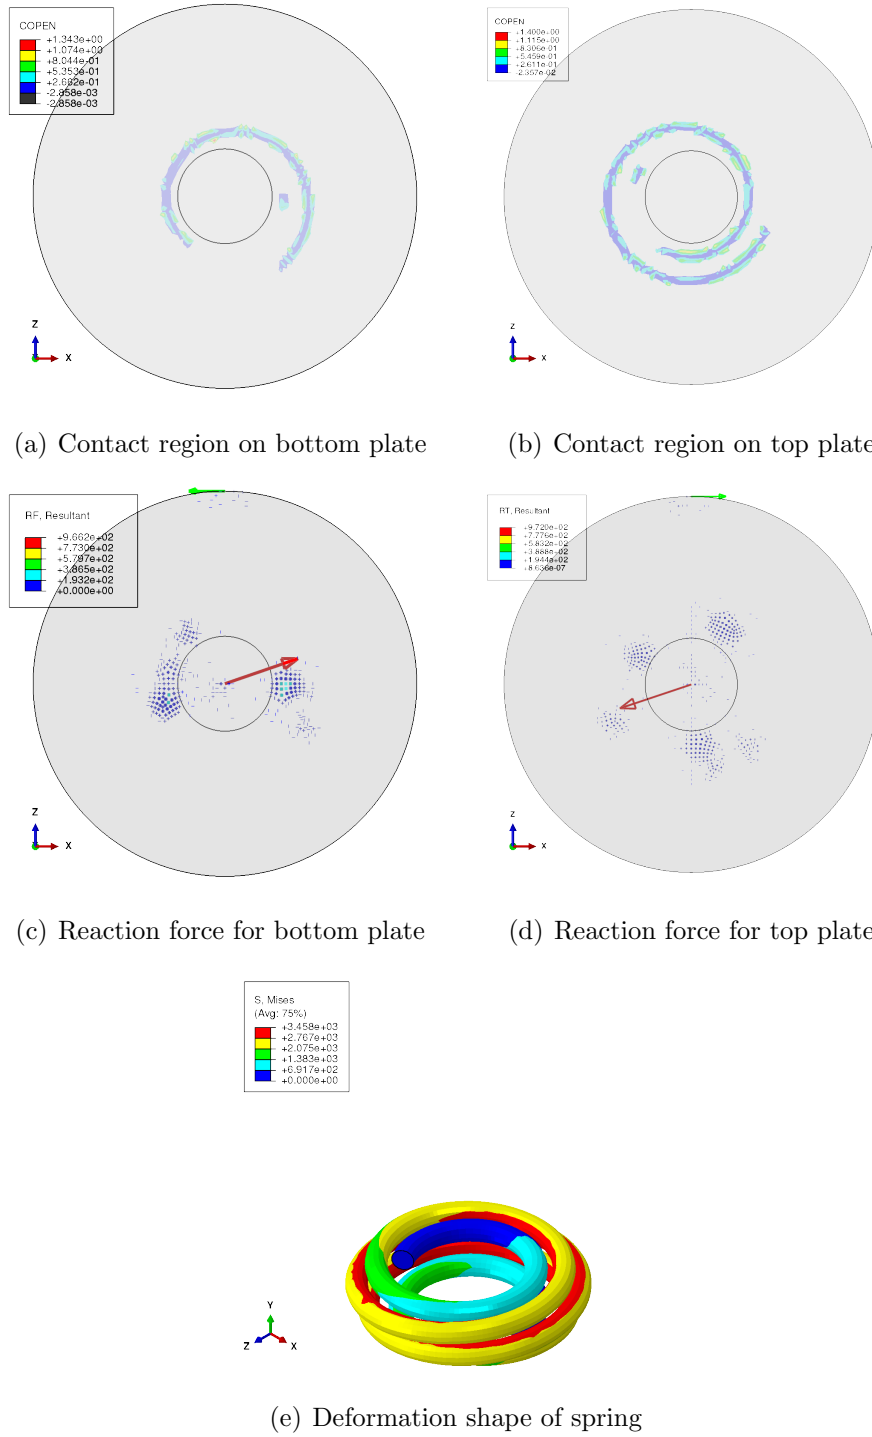 COPEN
+1.343e+00
+1.074e+00
+8.044e-01
+5.353e-01
+2.662e-01
-2.858e-03
-2.858e-03
Z
X
COPEN
+1.400e+00
+1.115e+00
+8.306e-01
+5.459e-01
+2.611e-01
-2.357e-02
Z
X
(a) Contact region on bottom plate
(b) Contact region on top plate
RF, Resultant
+9.662e+02
+7.730e+02
+5.797e+02
+3.865e+02
+1.932e+02
+0.000e+00
Z
X
RT, Resultant
+9.720e+02
+7.776e+02
+5.832e+02
+3.888e+02
+1.944e+02
+8.636e-07
Z
X
(c) Reaction force for bottom plate
(d) Reaction force for top plate
S, Mises
(Avg: 75%)
+3.458e+03
+2.767e+03
+2.075e+03
+1.383e+03
+6.917e+02
+0.000e+00
Y
Z
X
(e) Deformation shape of spring